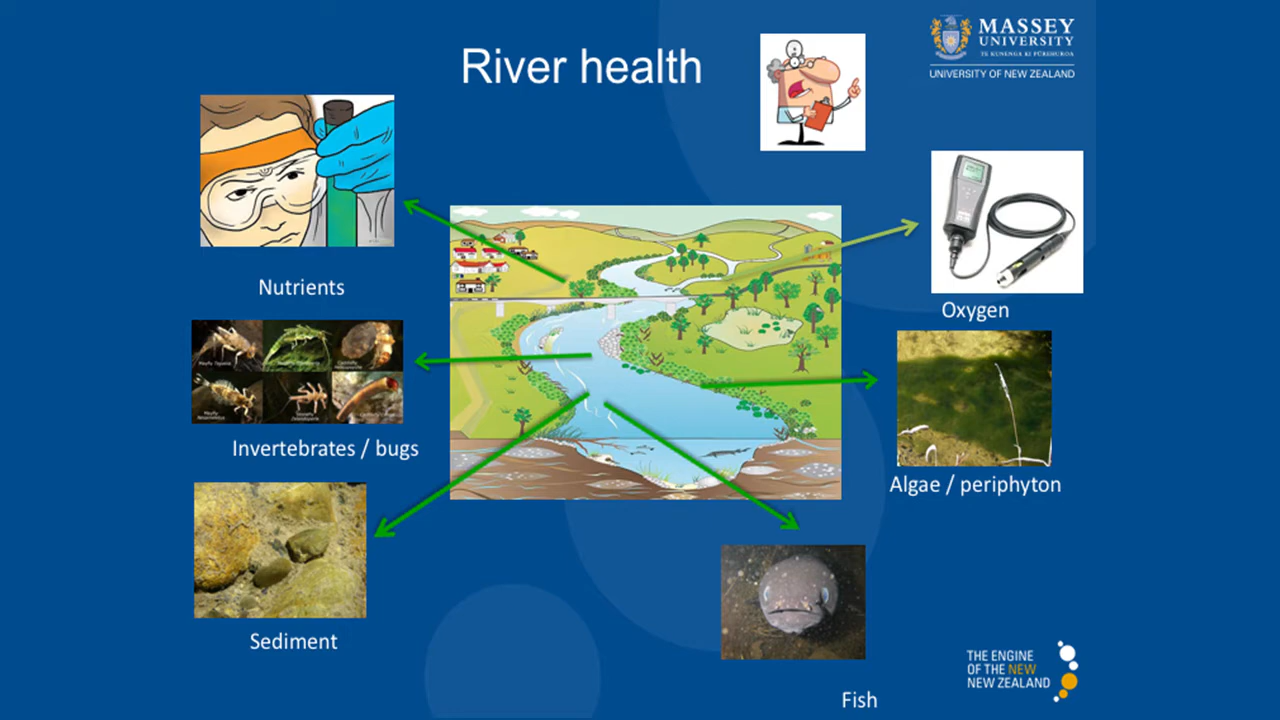 River health
MASSEY
UNIVERSITY
TE KUNENGA KI PŪREHUROA
UNIVERSITY OF NEW ZEALAND
Nutrients
Oxygen
Invertebrates / bugs
Algae / periphyton
Sediment
Fish
THE ENGINE
OF THE NEW
NEW ZEALAND